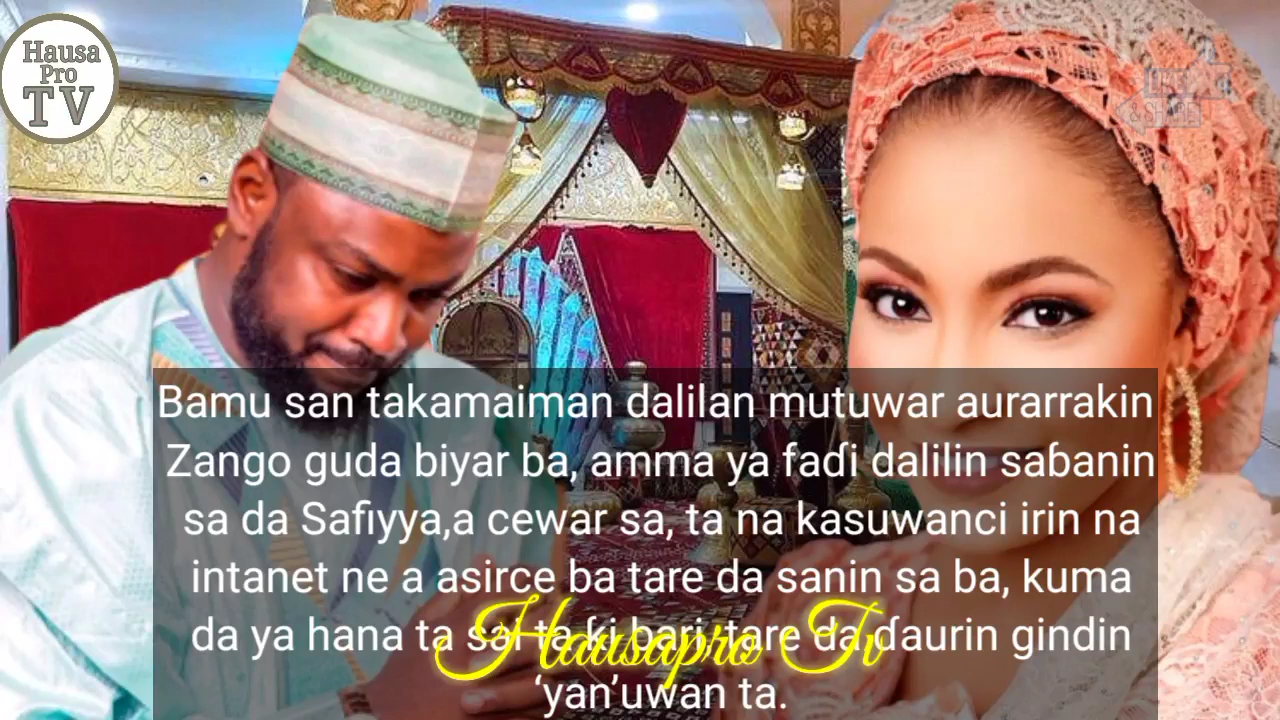 Hausa
Pro
TV
& SHARE
Bamu san takamaiman dalilan mutuwar aurarrakin
Zango guda biyar ba, amma ya faɗi dalilin saɓanin
sa da Safiyya,a cewar sa, ta na kasuwanci irin na
intanet ne a asirce ba tare da sanin sa ba, kuma
da ya hana ta sai ta ƙi bari, tare da ɗaurin gindin
‘yan’uwan ta.
Hausapro Tv